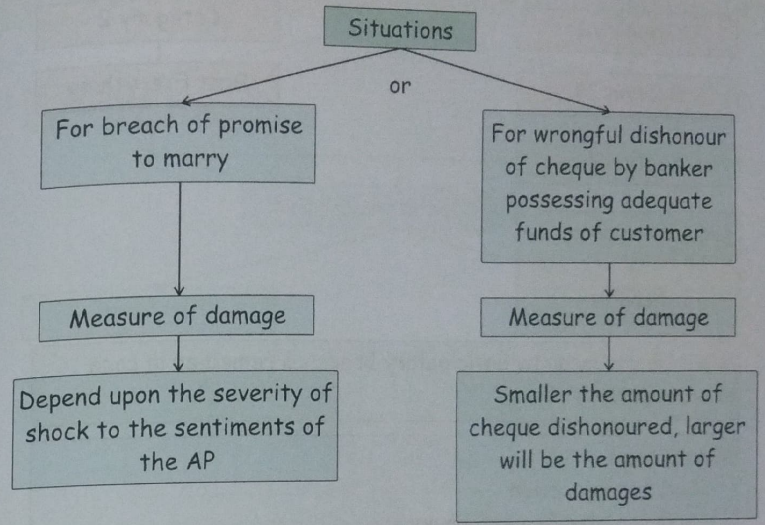 Situations
or
For breach of promise
to marry
For wrongful dishonour
of cheque by banker
possessing adequate
funds of customer
Measure of damage
Measure of damage
Depend upon the severity of
shock to the sentiments of
the AP
Smaller the amount of
cheque dishonoured, larger
will be the amount of
damages